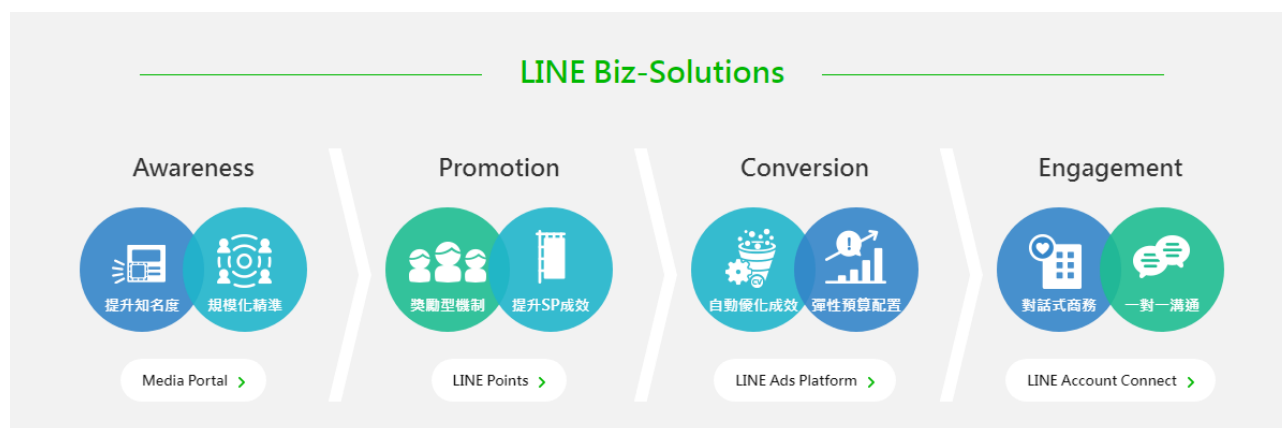 LINE Biz-Solutions
Awareness
提升知名度
規模化精準
Media Portal
Promotion
獎勵型機制
提升SP成效
LINE Points
Conversion
自動優化成效
CV
彈性預算配置
LINE Ads Platform
Engagement
對話式商務
一對一溝通
LINE Account Connect